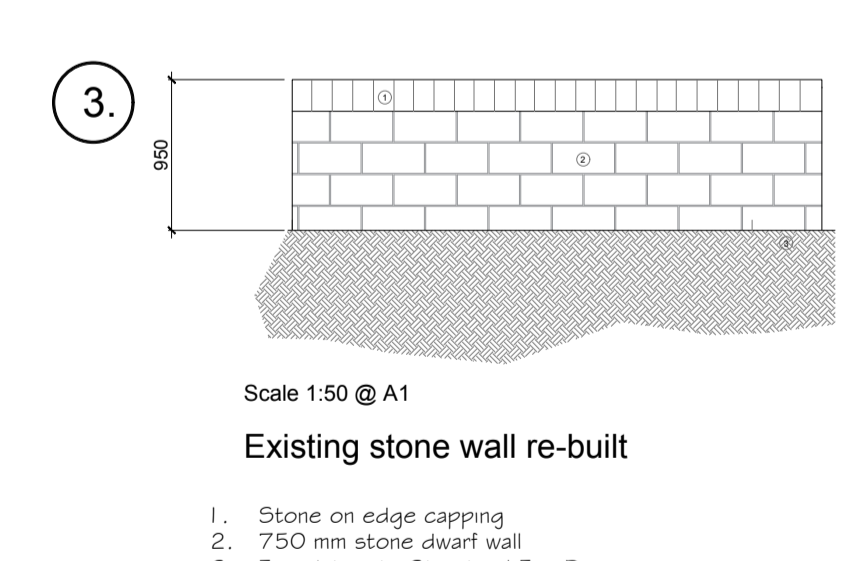 3.
950
1
2
3
Scale 1:50 @ A1
Existing stone wall re-built
1. Stone on edge capping
2. 750 mm stone dwarf wall